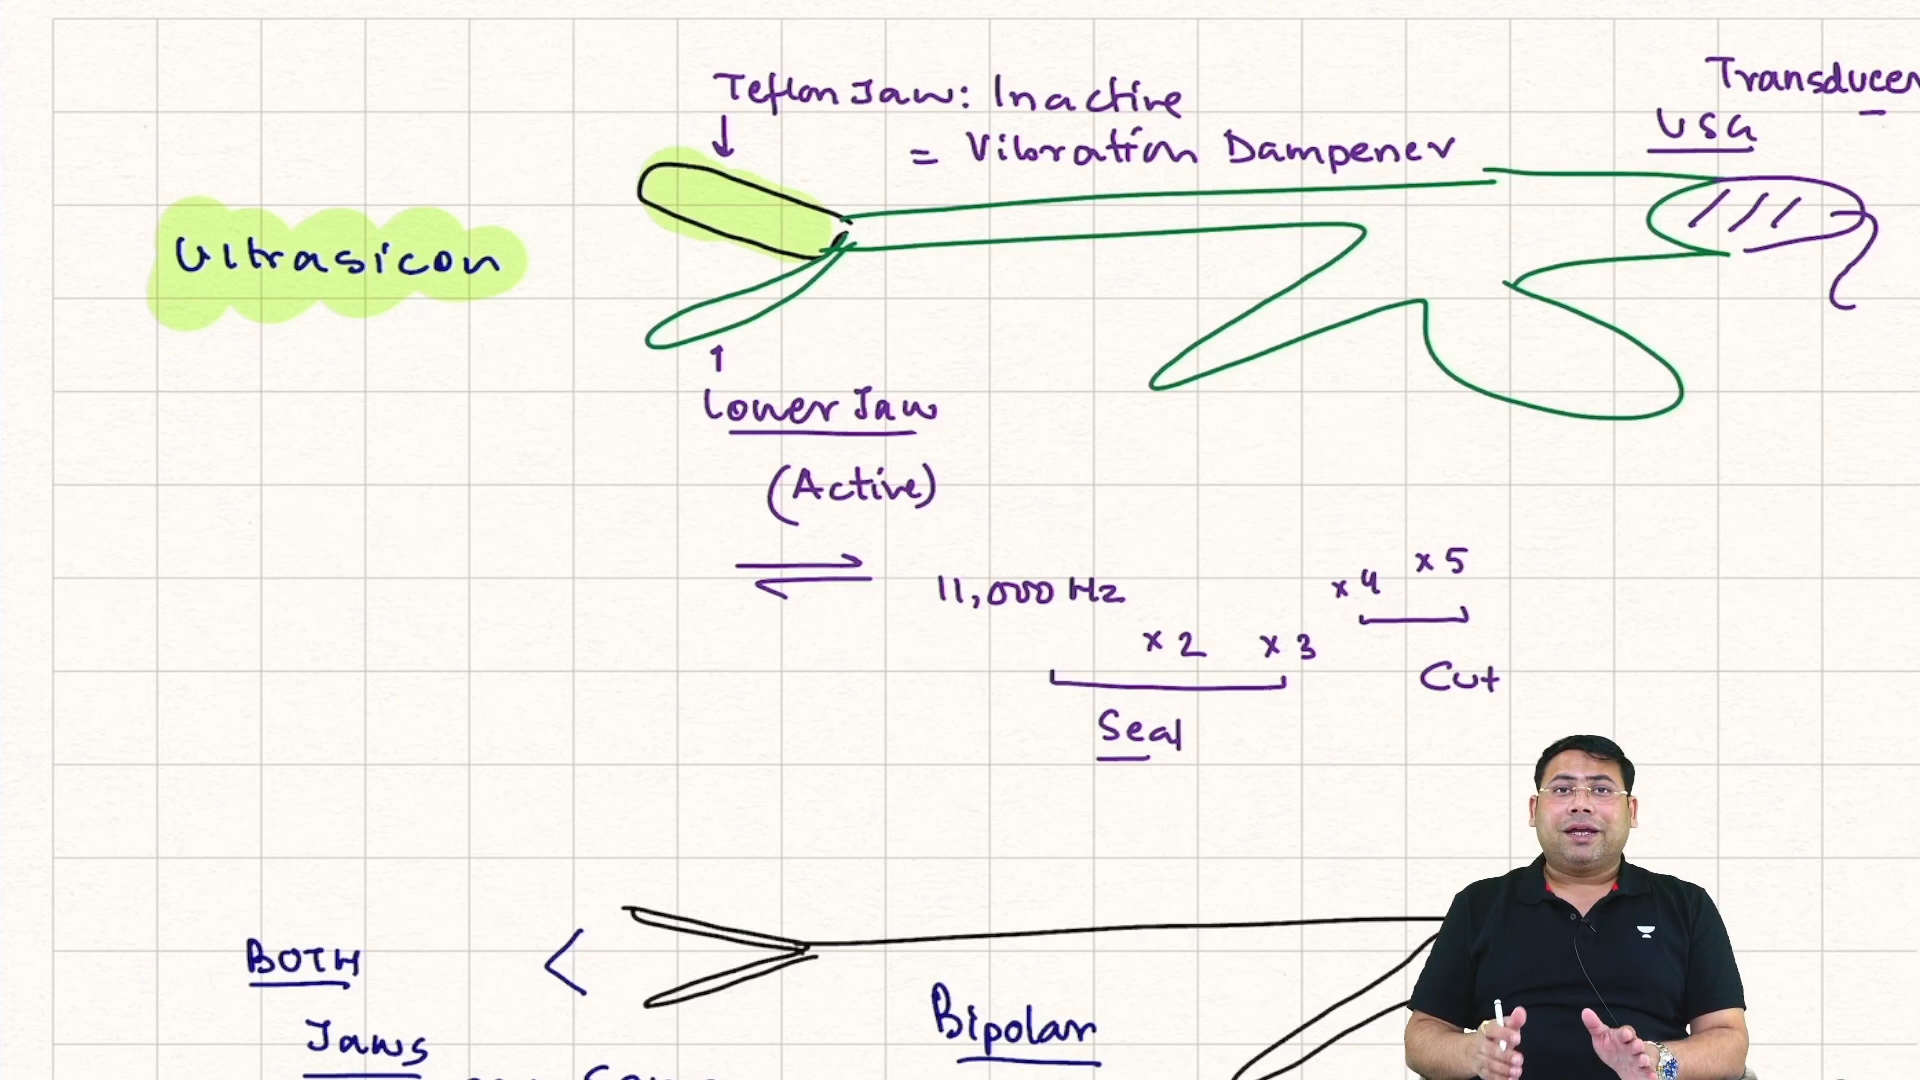 Teflon Jaw: Inactive
= Vibration Dampener
Transducer
USG
Ultrasicon
Lower Jaw
(Active)
11,000 Hz
x 2 x 3
x 4 x 5
Seal
Cut
BOTH
Jaws
Bipolar